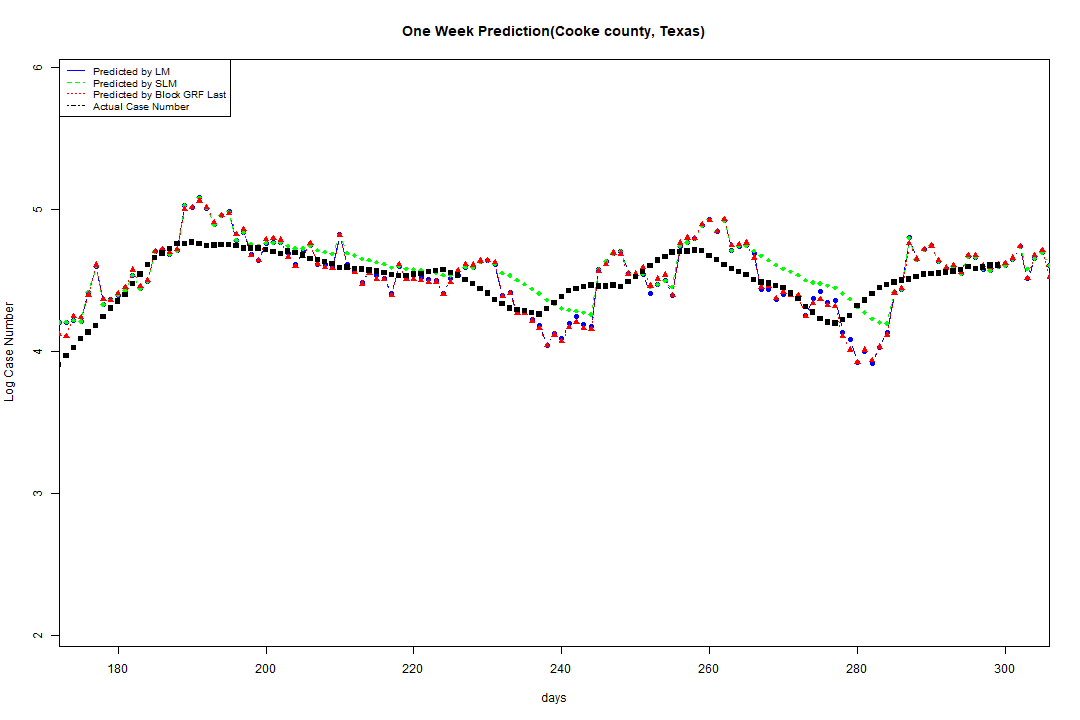 One Week Prediction(Cooke county, Texas)
Predicted by LM
Predicted by SLM
Predicted by Block GRF Last
Actual Case Number
6
5
4
3
2
Log Case Number
180 200 220 240 260 280 300
days